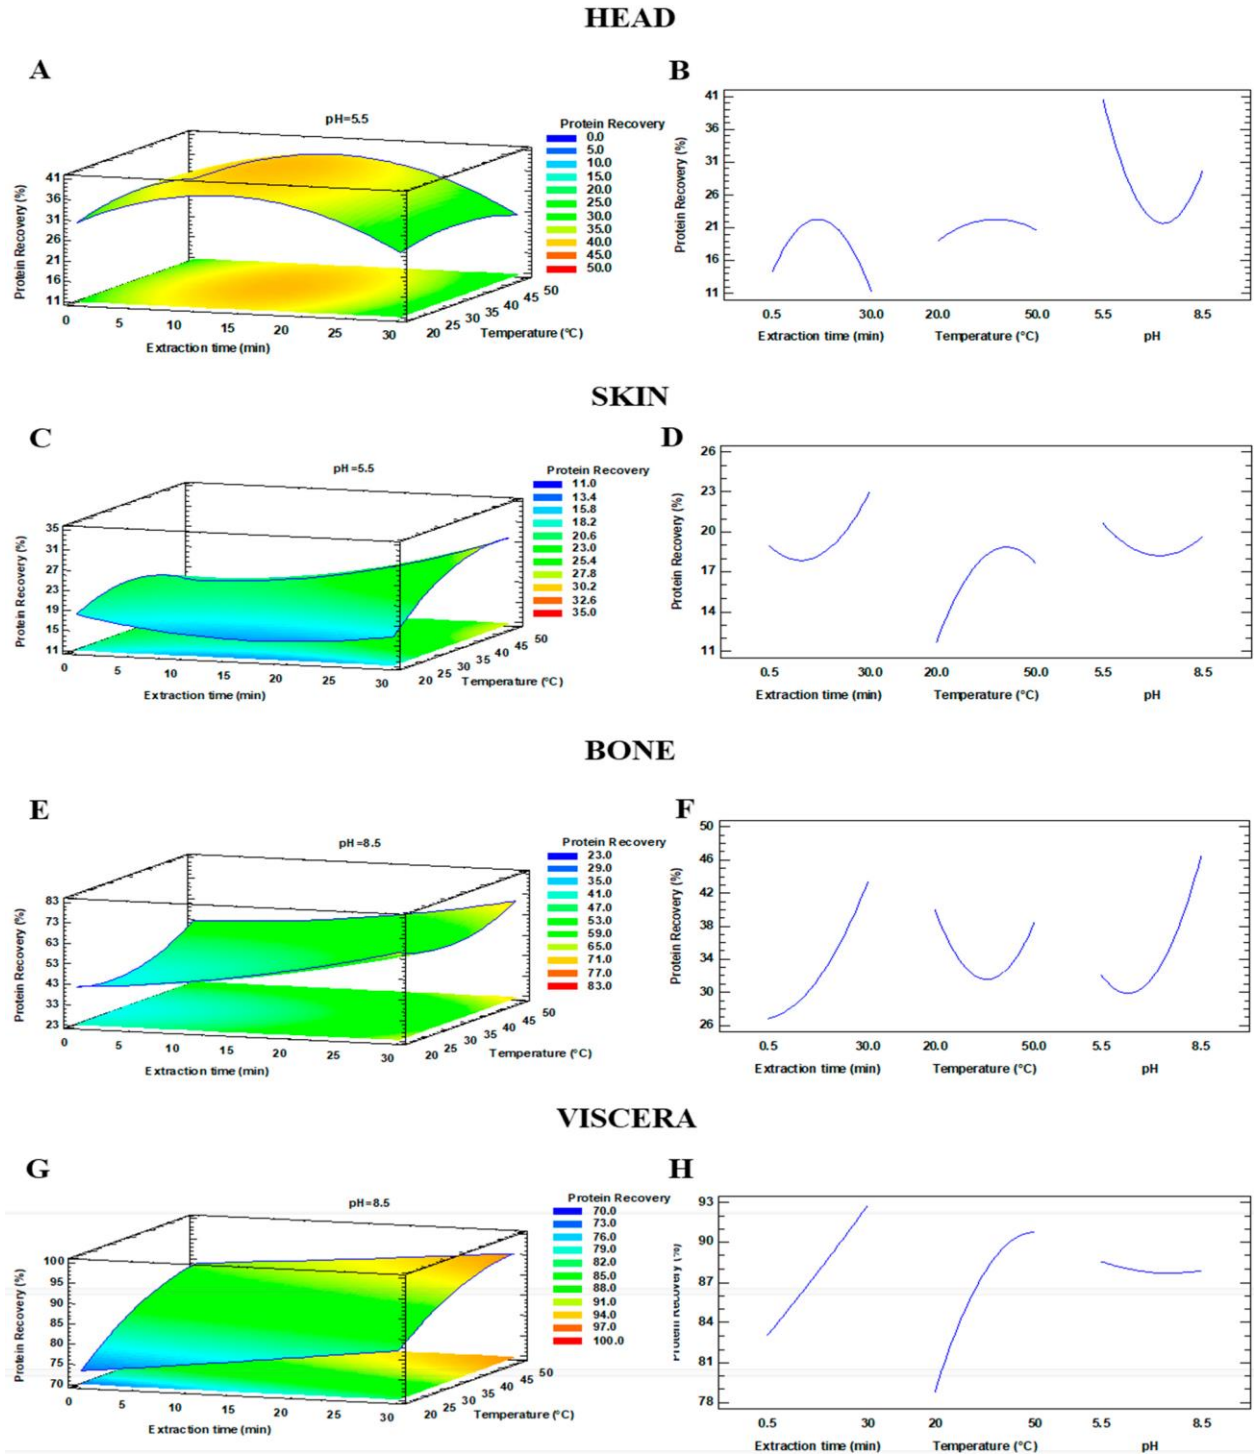 HEAD
A
pH=5.5
Protein Recovery
0.0
5.0
10.0
15.0
20.0
25.0
30.0
35.0
40.0
45.0
50.0
Protein Recovery (%)
41
36
31
26
21
16
11
0 5 10 15 20 25 30
Extraction time (min)
20 25 30 35 40 45 50
Temperature (°C)
B
Protein Recovery (%)
41
36
31
26
21
16
11
0.5 30.0 20.0 50.0 5.5 8.5
Extraction time (min) Temperature (°C) pH
SKIN
C
pH=5.5
Protein Recovery
11.0
13.4
15.8
18.2
20.6
23.0
25.4
27.8
30.2
32.6
35.0
Protein Recovery (%)
35
31
27
23
19
15
11
0 5 10 15 20 25 30
Extraction time (min)
20 25 30 35 40 45 50
Temperature (°C)
D
Protein Recovery (%)
26
23
20
17
14
11
0.5 30.0 20.0 50.0 5.5 8.5
Extraction time (min) Temperature (°C) pH
BONE
E
pH=8.5
Protein Recovery
23.0
29.0
35.0
41.0
47.0
53.0
59.0
65.0
71.0
77.0
83.0
Protein Recovery (%)
83
73
63
53
43
33
23
0 5 10 15 20 25 30
Extraction time (min)
20 25 30 35 40 45 50
Temperature (°C)
F
Protein Recovery (%)
50
46
42
38
34
30
26
0.5 30.0 20.0 50.0 5.5 8.5
Extraction time (min) Temperature (°C) pH
VISCERA
G
pH=8.5
Protein Recovery
70.0
73.0
76.0
79.0
82.0
85.0
88.0
91.0
94.0
97.0
100.0
Protein Recovery (%)
100
95
90
85
80
75
70
0 5 10 15 20 25 30
Extraction time (min)
20 25 30 35 40 45 50
Temperature (°C)
H
Protein Recovery (%)
93
90
87
84
81
78
0.5 30 20 50 5.5 8.5
Extraction time (min) Temperature (°C) pH